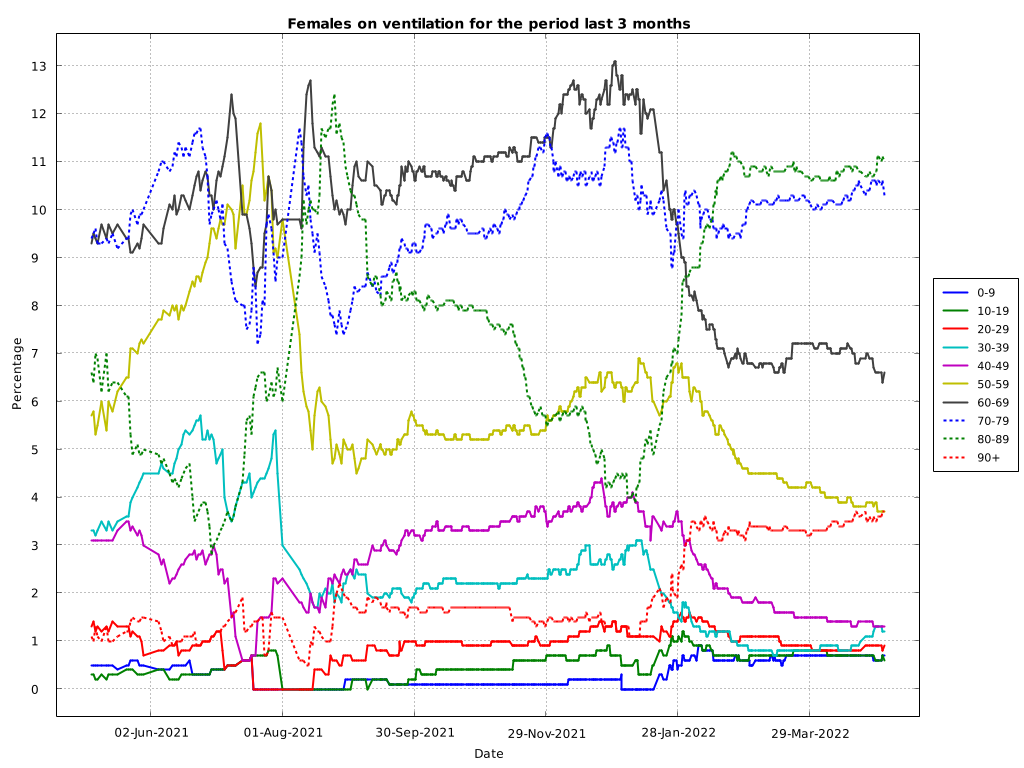 Females on ventilation for the period last 3 months
Percentage
13
12
11
10
9
8
7
6
5
4
3
2
1
0
02-Jun-2021
01-Aug-2021
30-Sep-2021
29-Nov-2021
28-Jan-2022
29-Mar-2022
Date
0-9
10-19
20-29
30-39
40-49
50-59
60-69
70-79
80-89
90+